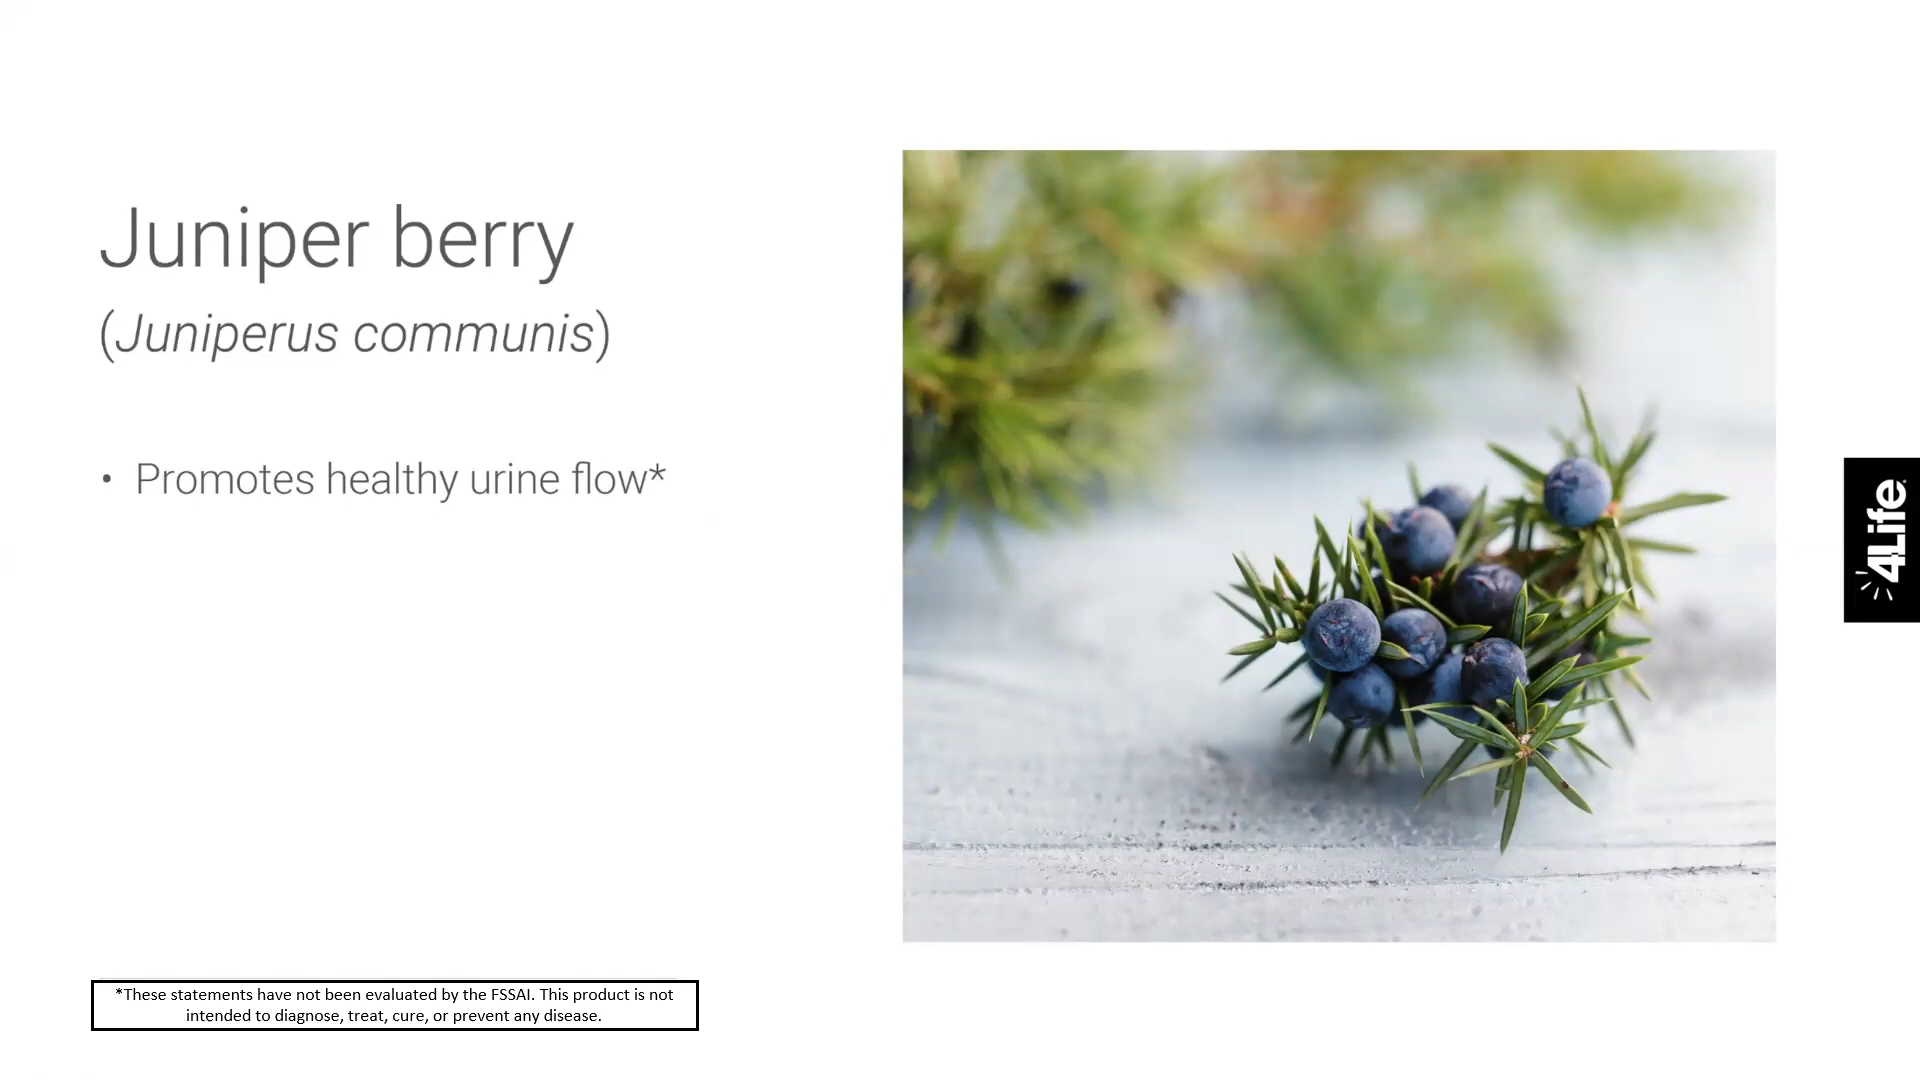 Juniper berry
(Juniperus communis)
• Promotes healthy urine flow*
4Life
*These statements have not been evaluated by the FSSAI. This product is not
intended to diagnose, treat, cure, or prevent any disease.